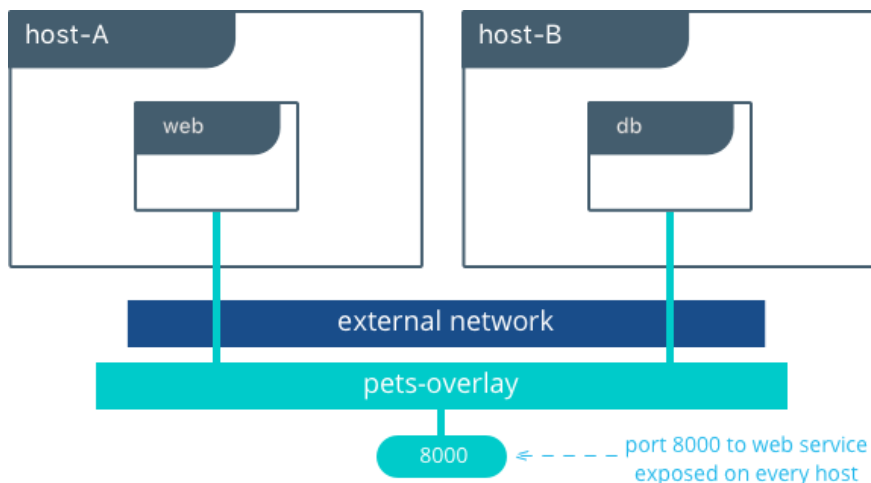 host-A
host-B
web
db
external network
pets-overlay
8000
port 8000 to web service
exposed on every host